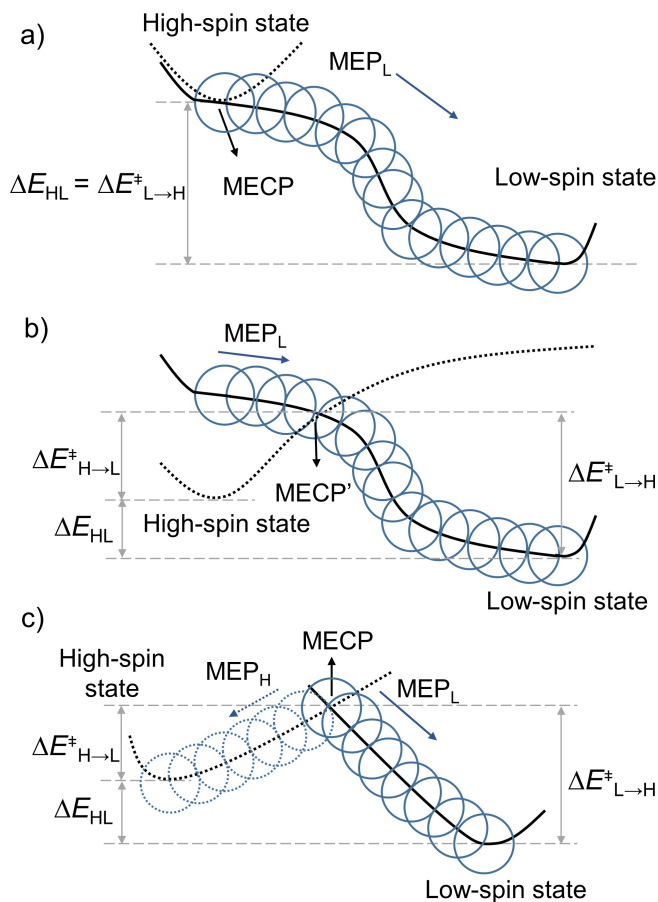 a)
High-spin state
MEP_L
ΔE_HL = ΔE‡_L→H
MECP
Low-spin state
b)
MEP_L
ΔE‡_H→L
ΔE‡_L→H
MECP’
ΔE_HL
High-spin state
Low-spin state
c)
MECP
High-spin
state
MEP_H
MEP_L
ΔE‡_H→L
ΔE‡_L→H
ΔE_HL
Low-spin state